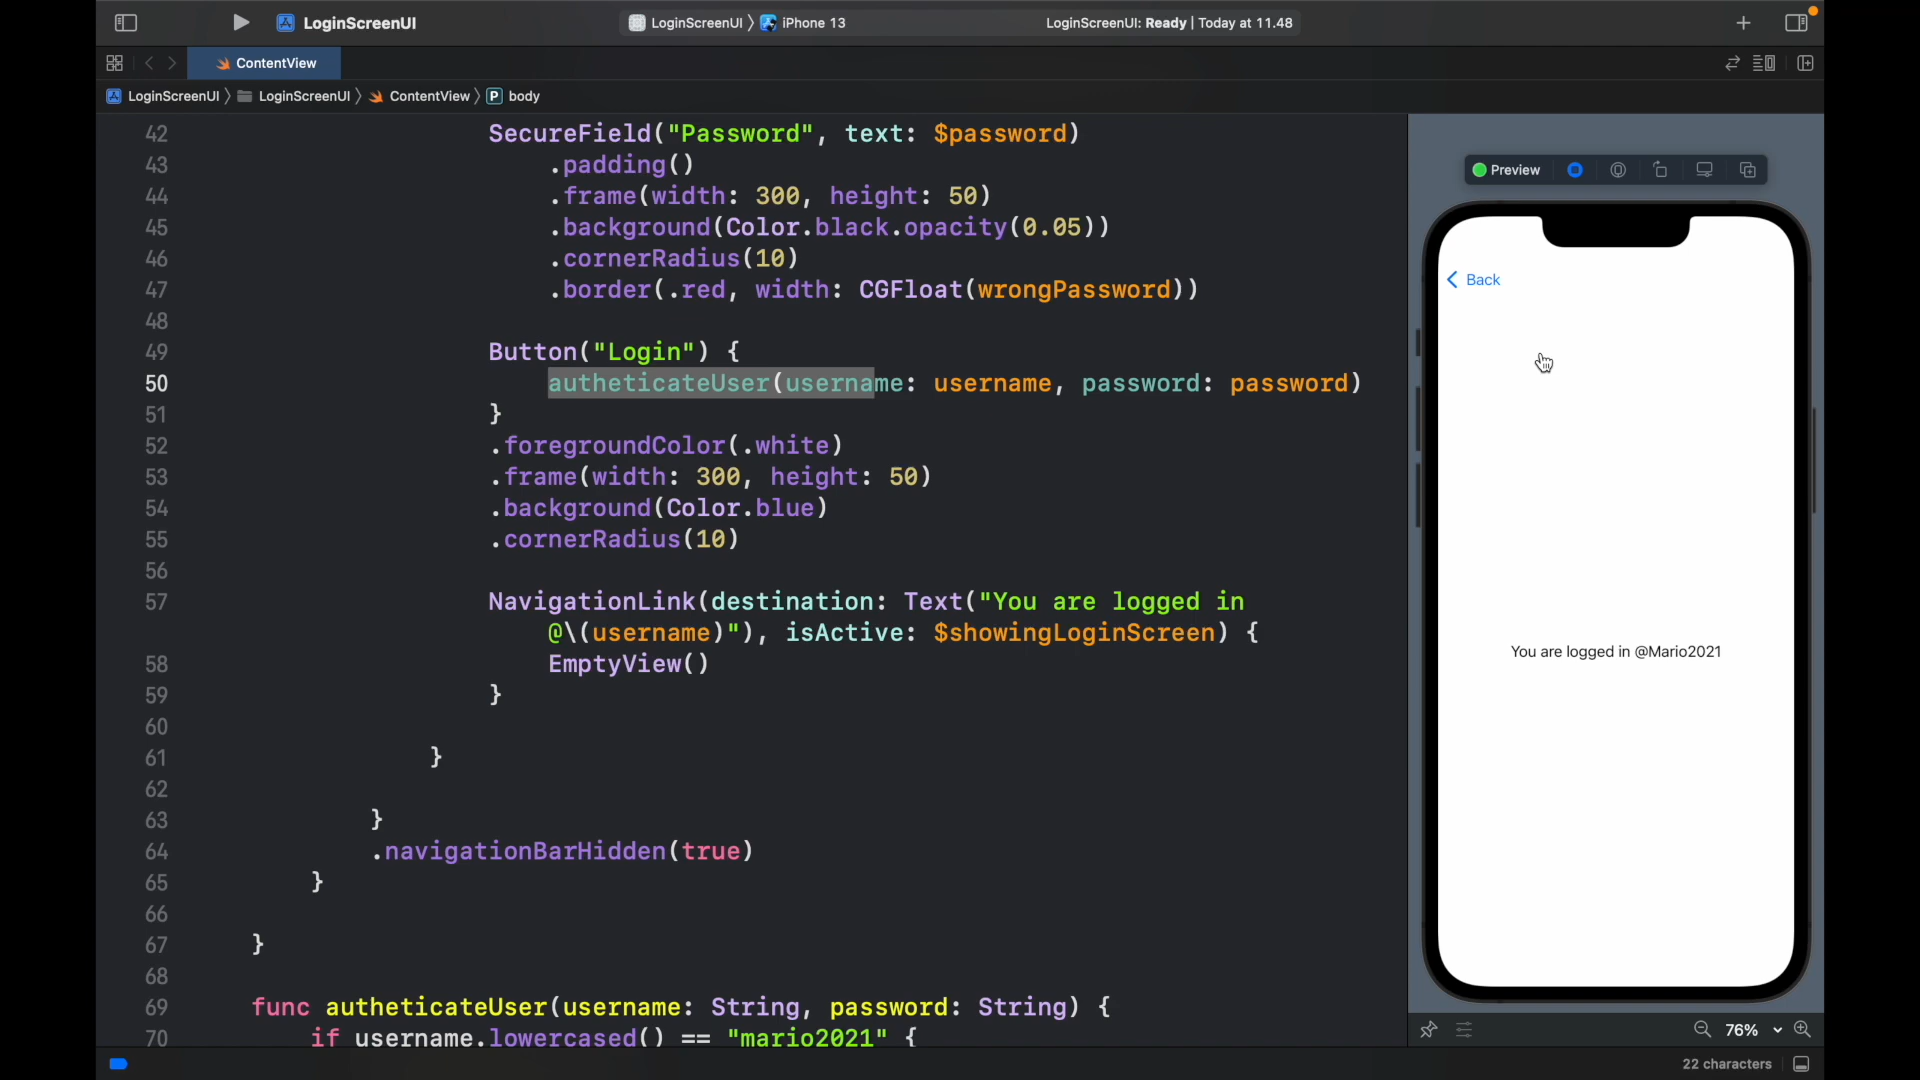 LoginScreenUI
LoginScreenUI 〉 iPhone 13
LoginScreenUI: Ready | Today at 11.48
ContentView
LoginScreenUI 〉 LoginScreenUI 〉 ContentView 〉 P body
42 SecureField("Password", text: $password)
43 .padding()
44 .frame(width: 300, height: 50)
45 .background(Color.black.opacity(0.05))
46 .cornerRadius(10)
47 .border(.red, width: CGFloat(wrongPassword))
48
49 Button("Login") {
50 autheticateUser(username: username, password: password)
51 }
52 .foregroundColor(.white)
53 .frame(width: 300, height: 50)
54 .background(Color.blue)
55 .cornerRadius(10)
56
57 NavigationLink(destination: Text("You are logged in
@\(username)"), isActive: $showingLoginScreen) {
58 EmptyView()
59 }
60
61 }
62
63 }
64 .navigationBarHidden(true)
65 }
66
67 }
68
69 func autheticateUser(username: String, password: String) {
70 if username.lowercased() == "mario2021" {
Preview
Back
You are logged in @Mario2021
76%
22 characters